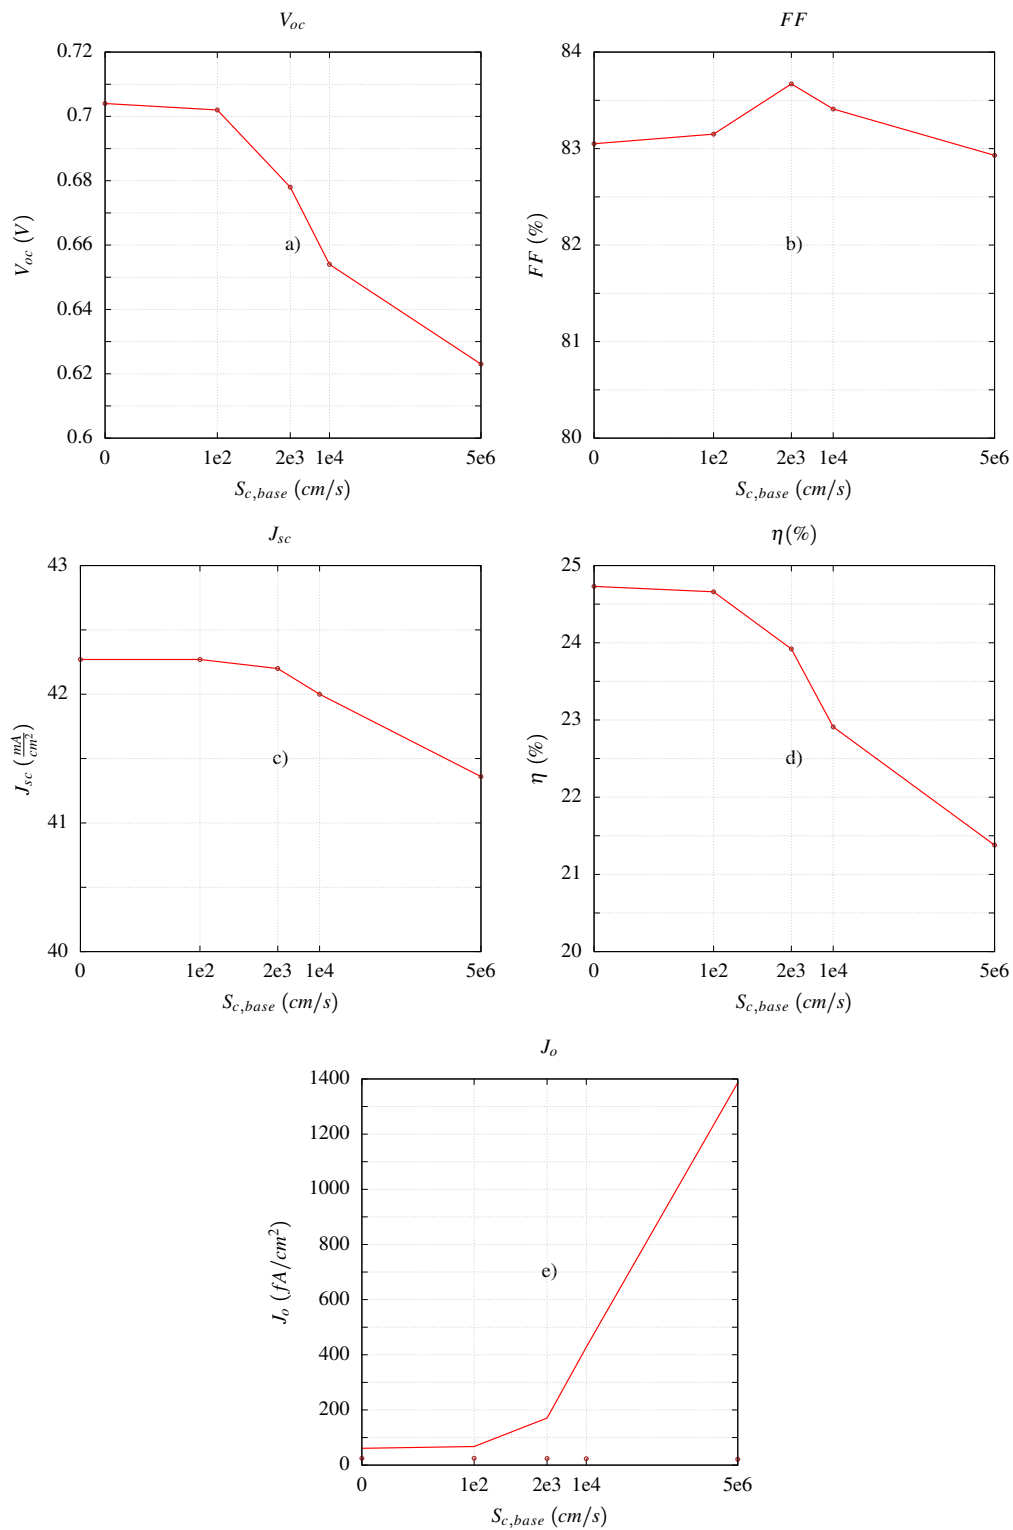 V_oc
0.72
0.7
0.68
0.66
0.64
0.62
0.6
V_oc (V)
a)
0 1e2 2e3 1e4 5e6
S_c,base (cm/s)
FF
84
83
82
81
80
FF (%)
b)
0 1e2 2e3 1e4 5e6
S_c,base (cm/s)
J_sc
43
42
41
40
J_sc (mA/cm²)
c)
0 1e2 2e3 1e4 5e6
S_c,base (cm/s)
η(%)
25
24
23
22
21
20
η (%)
d)
0 1e2 2e3 1e4 5e6
S_c,base (cm/s)
J_o
1400
1200
1000
800
600
400
200
0
J_o (fA/cm²)
e)
0 1e2 2e3 1e4 5e6
S_c,base (cm/s)